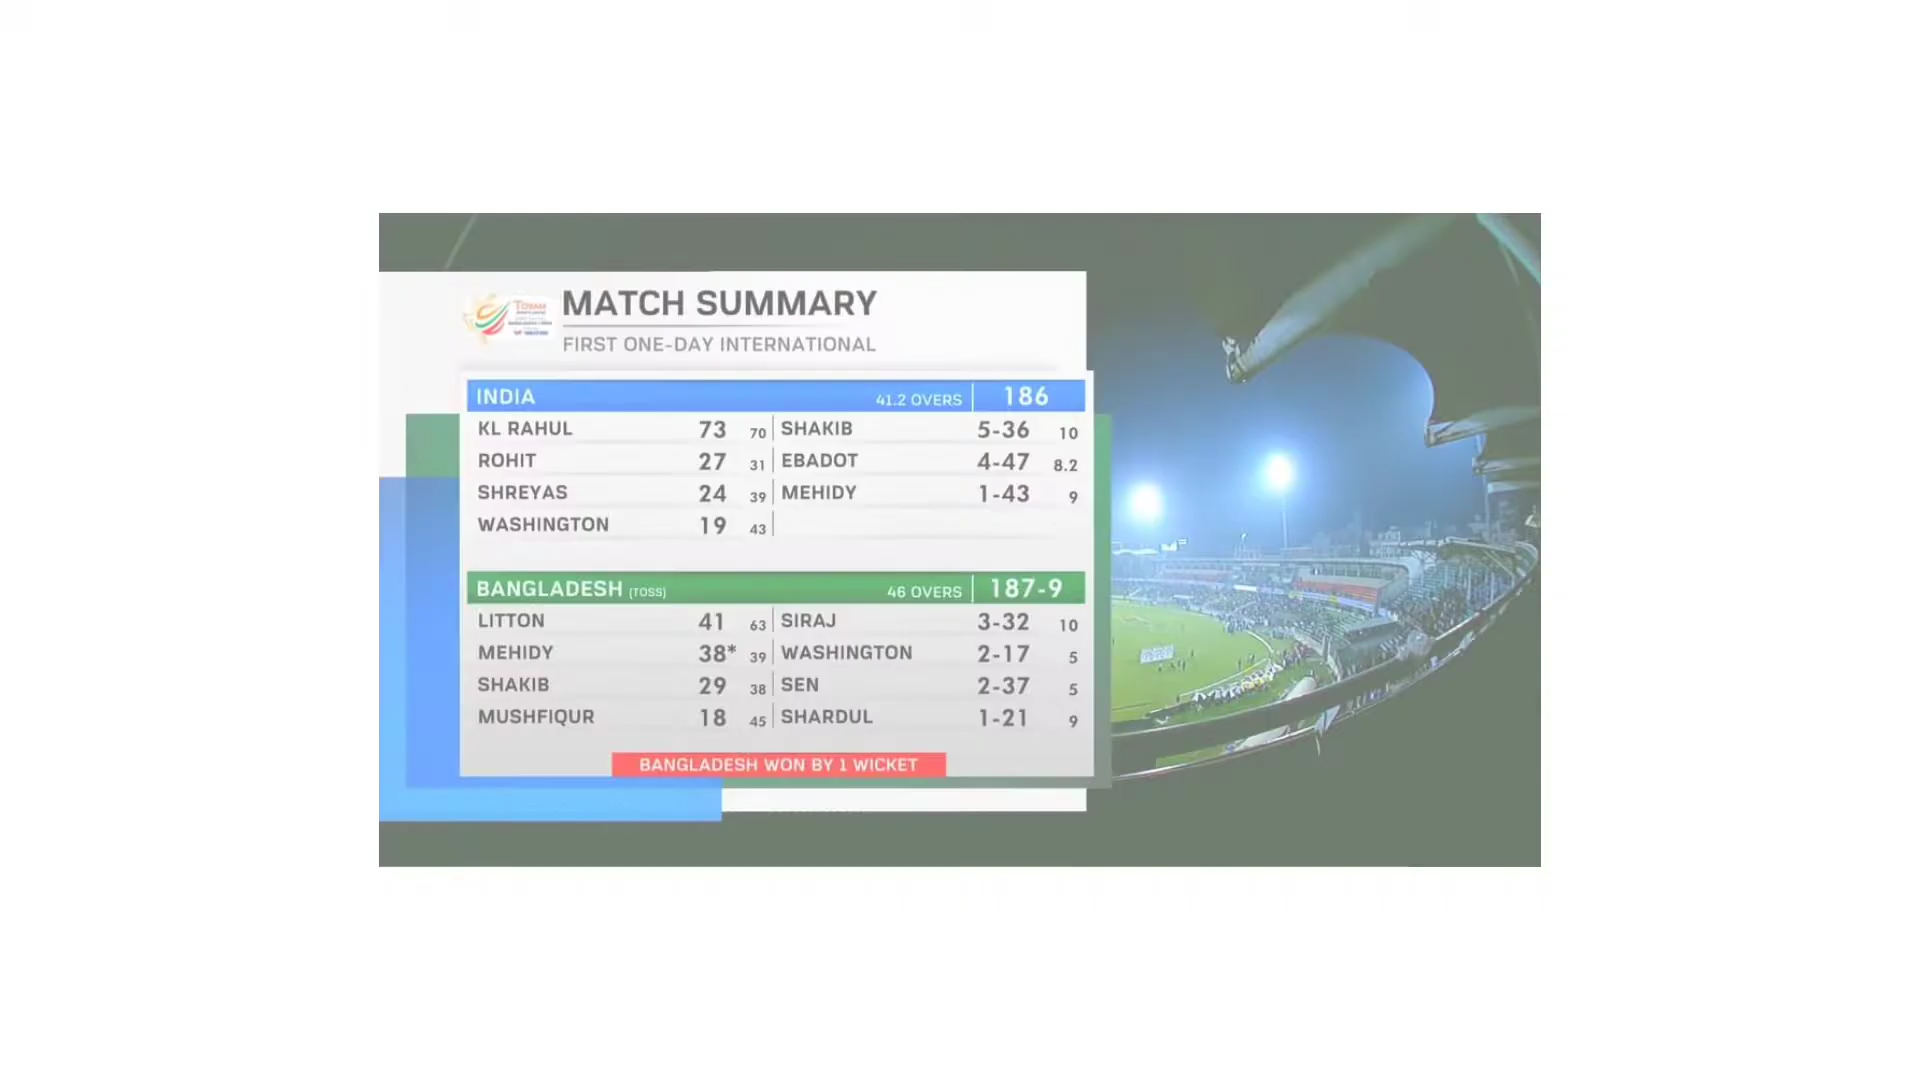 TOYAM
MATCH SUMMARY
FIRST ONE-DAY INTERNATIONAL
INDIA 41.2 OVERS 186
KL RAHUL 73 70 SHAKIB 5-36 10
ROHIT 27 31 EBADOT 4-47 8.2
SHREYAS 24 39 MEHIDY 1-43 9
WASHINGTON 19 43
BANGLADESH (TOSS) 46 OVERS 187-9
LITTON 41 63 SIRAJ 3-32 10
MEHIDY 38* 39 WASHINGTON 2-17 5
SHAKIB 29 38 SEN 2-37 5
MUSHFIQUR 18 45 SHARDUL 1-21 9
BANGLADESH WON BY 1 WICKET